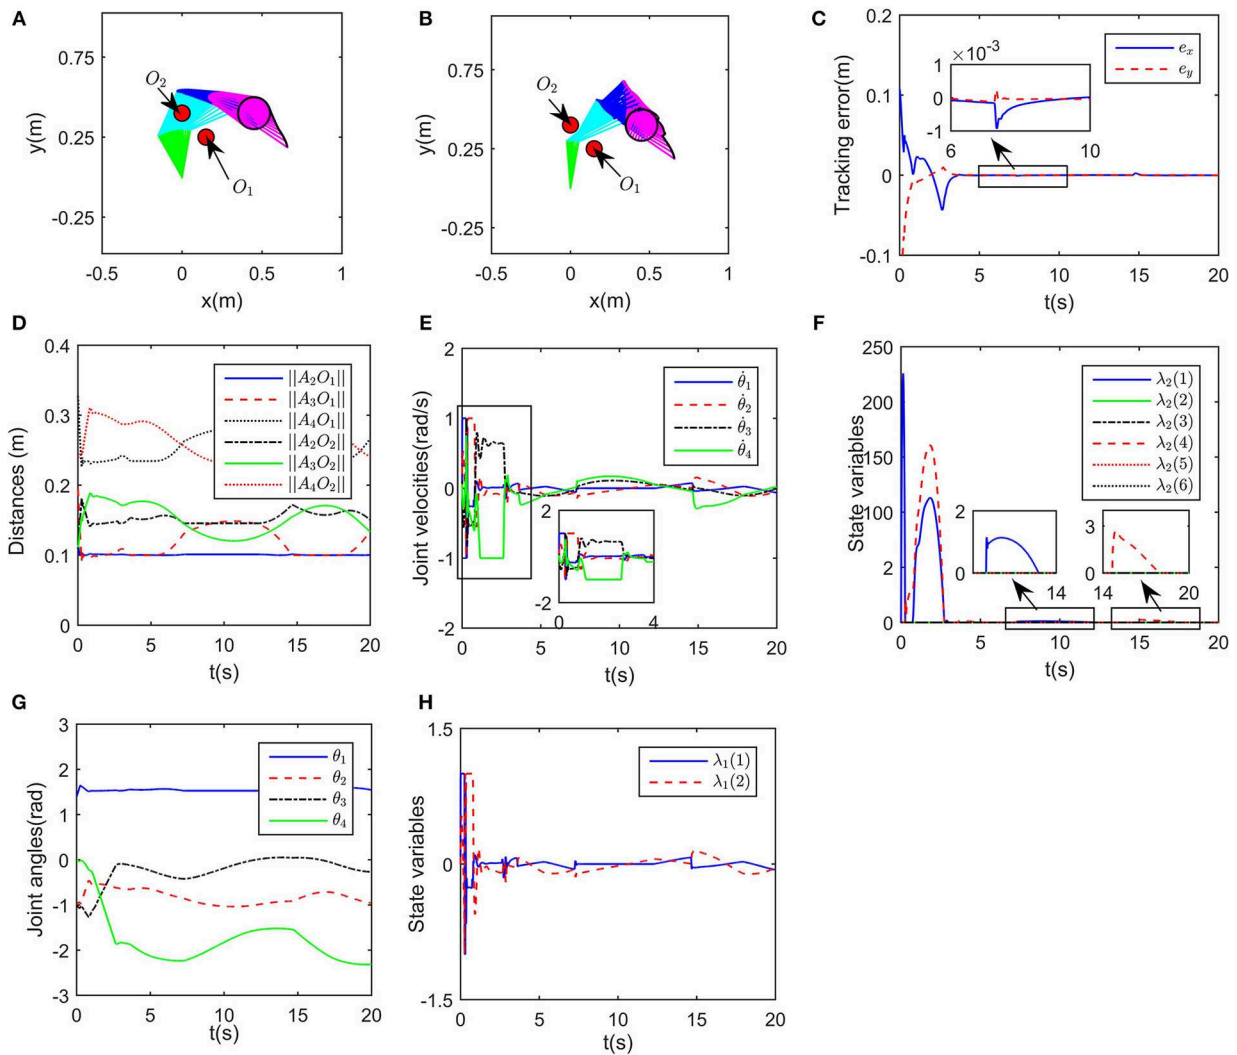 A
0.75
0.25
-0.25
y(m)
O2
O1
-0.5
0
0.5
1
x(m)
B
0.75
0.25
-0.25
y(m)
O2
O1
-0.5
0
0.5
1
x(m)
C
0.2
0.1
0
-0.1
Tracking error(m)
×10^-3
1
0
-1
6
10
e_x
e_y
0
5
10
15
20
t(s)
D
0.4
0.3
0.2
0.1
0
Distances (m)
||A2O1||
||A3O1||
||A4O1||
||A2O2||
||A3O2||
||A4O2||
0
5
10
15
20
t(s)
E
2
1
0
-1
-2
Joint velocities(rad/s)
θ̇1
θ̇2
θ̇3
θ̇4
2
-2
0
4
0
5
10
15
20
t(s)
F
250
200
150
100
2
0
State variables
λ2(1)
λ2(2)
λ2(3)
λ2(4)
λ2(5)
λ2(6)
2
0
14
3
0
14
20
0
5
10
15
20
t(s)
G
3
2
1
0
-1
-2
-3
Joint angles(rad)
θ1
θ2
θ3
θ4
0
5
10
15
20
t(s)
H
1.5
0
-1.5
State variables
λ1(1)
λ1(2)
0
5
10
15
20
t(s)